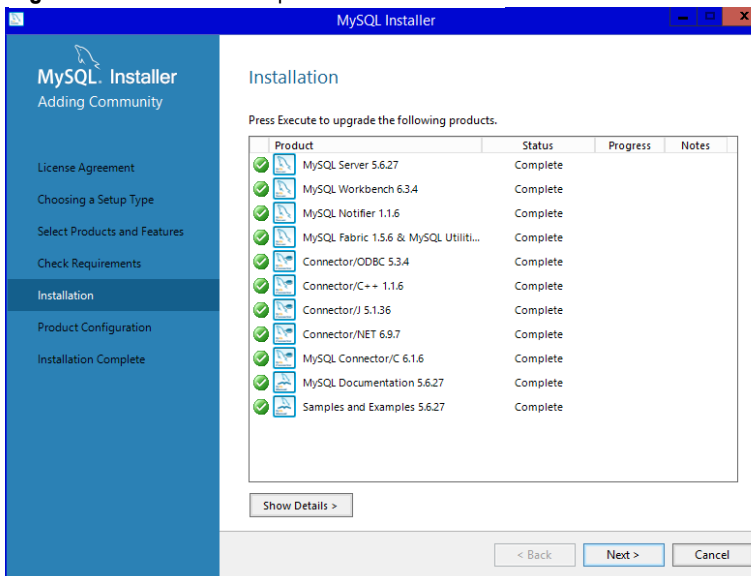 MySQL Installer
MySQL. Installer
Adding Community
License Agreement
Choosing a Setup Type
Select Products and Features
Check Requirements
Installation
Product Configuration
Installation Complete
Installation
Press Execute to upgrade the following products.
Product Status Progress Notes
MySQL Server 5.6.27 Complete
MySQL Workbench 6.3.4 Complete
MySQL Notifier 1.1.6 Complete
MySQL Fabric 1.5.6 & MySQL Utiliti... Complete
Connector/ODBC 5.3.4 Complete
Connector/C++ 1.1.6 Complete
Connector/J 5.1.36 Complete
Connector/NET 6.9.7 Complete
MySQL Connector/C 6.1.6 Complete
MySQL Documentation 5.6.27 Complete
Samples and Examples 5.6.27 Complete
Show Details >
< Back Next > Cancel